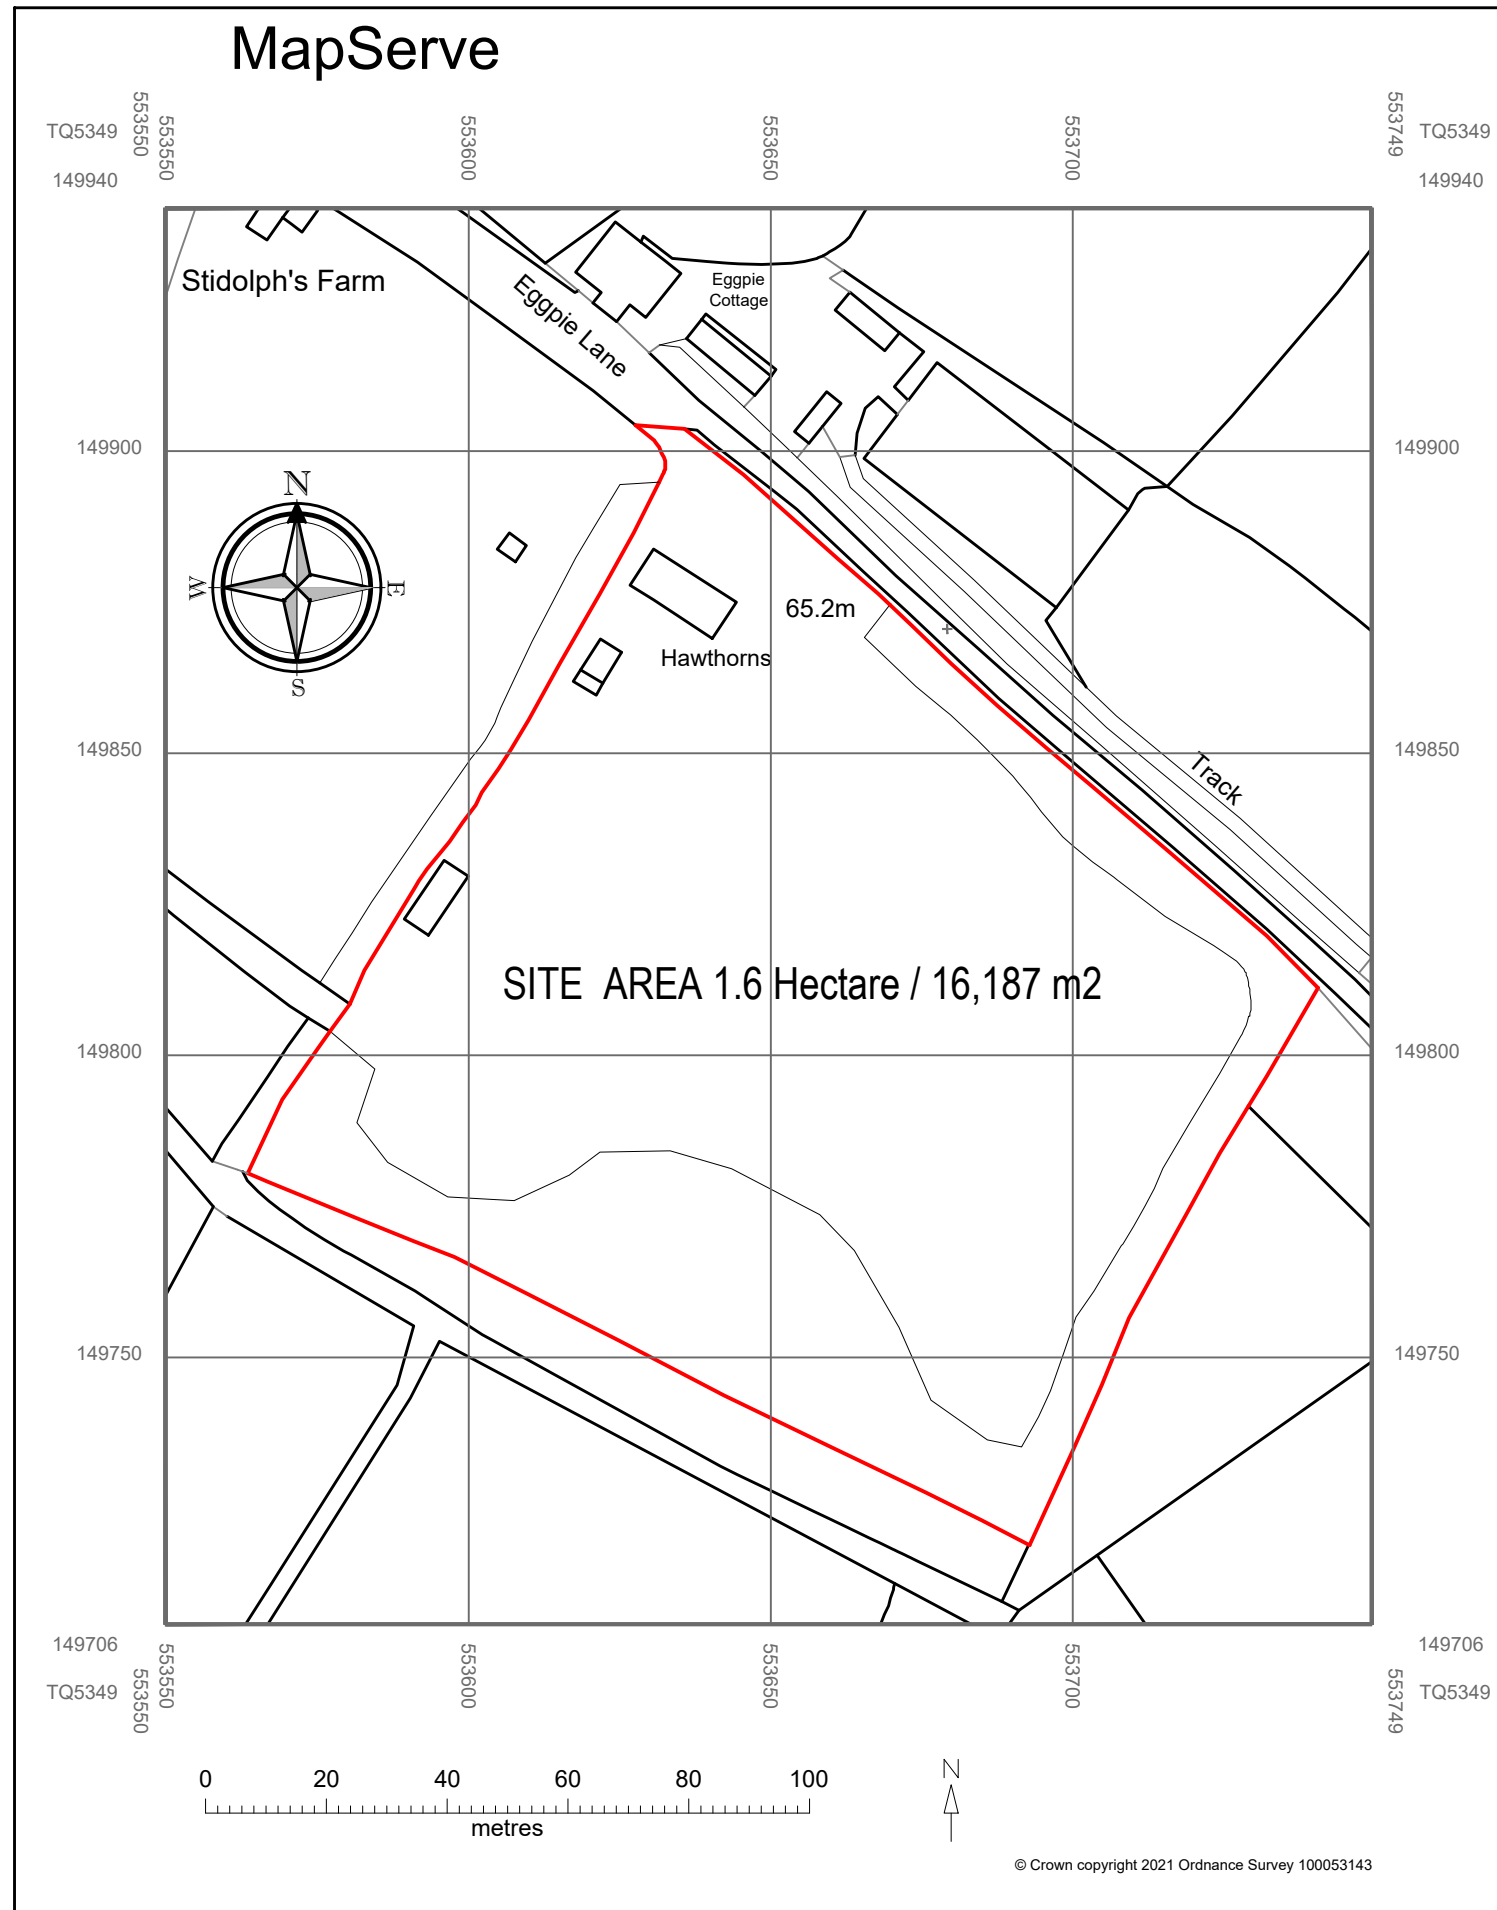 MapServe
553550
553550
553600
553650
553700
553749
TQ5349
TQ5349
149940
149940
Stidolph's Farm
Eggpie Lane
Eggpie
Cottage
149900
149900
N
W
E
S
65.2m
Hawthorns
149850
149850
Track
SITE AREA 1.6 Hectare / 16,187 m2
149800
149800
149750
149750
149706
149706
TQ5349
TQ5349
553550
553550
553600
553650
553700
553749
0 20 40 60 80 100
metres
N
© Crown copyright 2021 Ordnance Survey 100053143